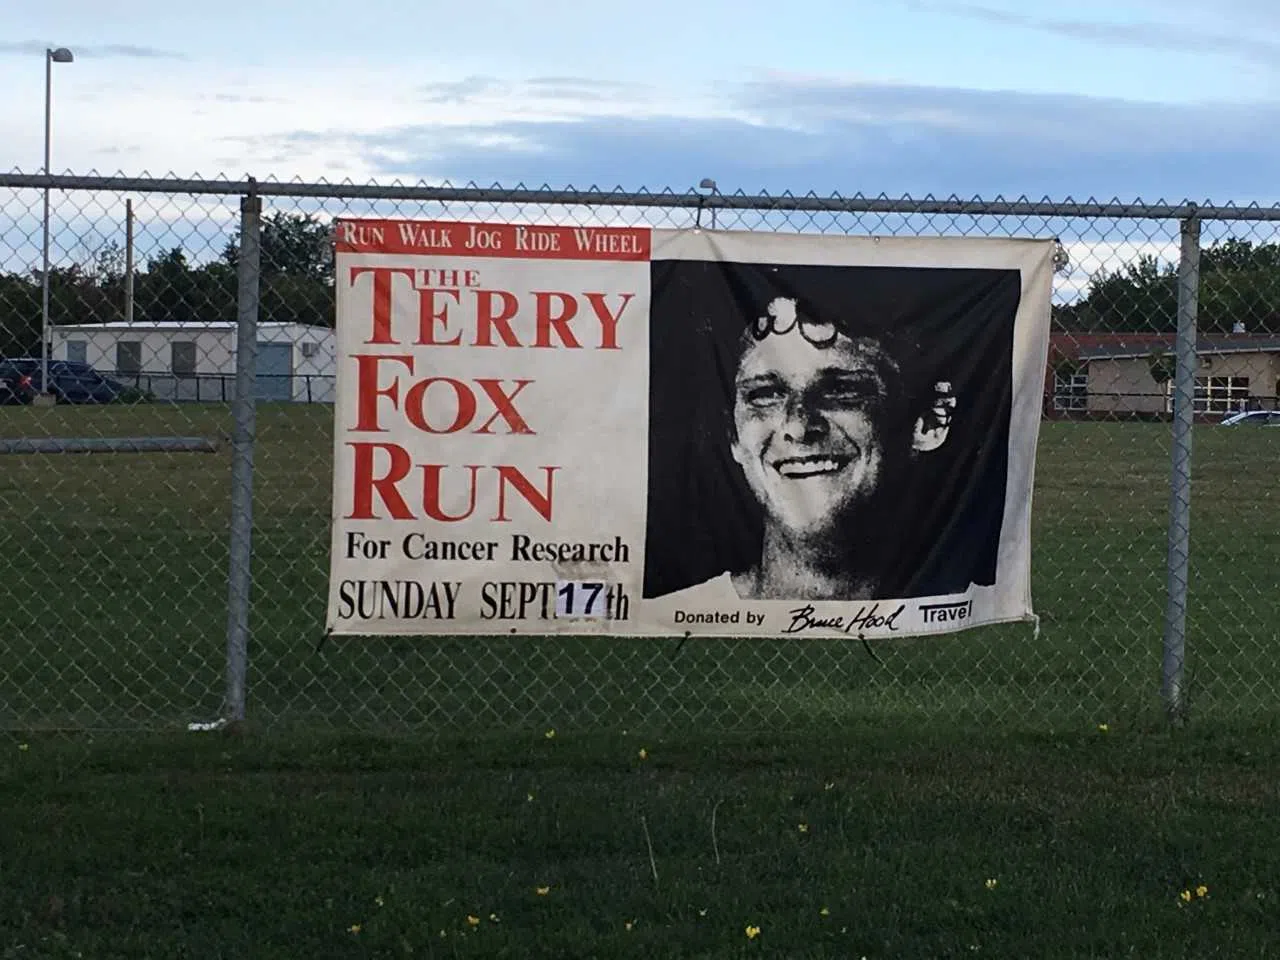 RUN WALK JOG RIDE WHEEL
THE
TERRY
FOX
RUN
For Cancer Research
SUNDAY SEPT 17th
Donated by Bruce Hood Travel